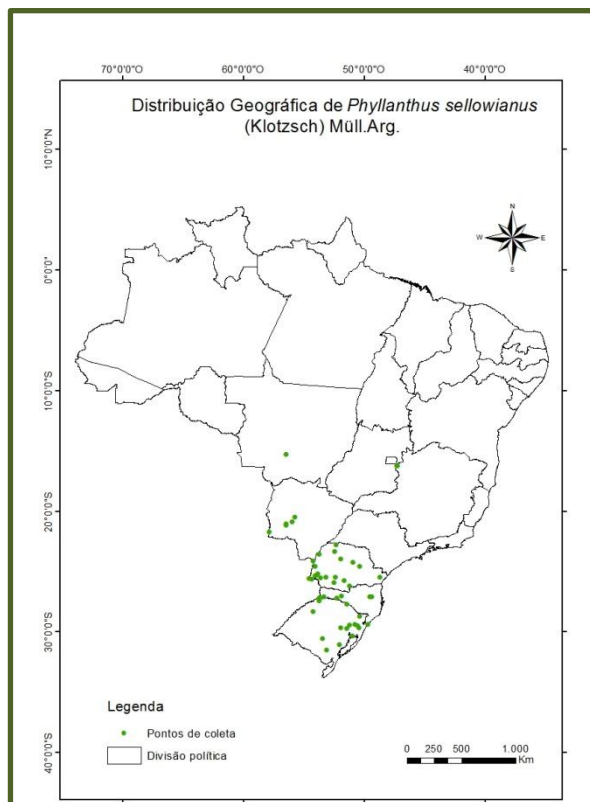 70°0'0"O 60°0'0"O 50°0'0"O 40°0'0"O
Distribuição Geográfica de Phyllanthus sellowianus
(Klotzsch) Müll.Arg.
10°0'0"N
N
W E
S
0°0'0"
10°0'0"S
20°0'0"S
30°0'0"S
40°0'0"S
Legenda
Pontos de coleta
Divisão política
0 250 500 1.000
Km